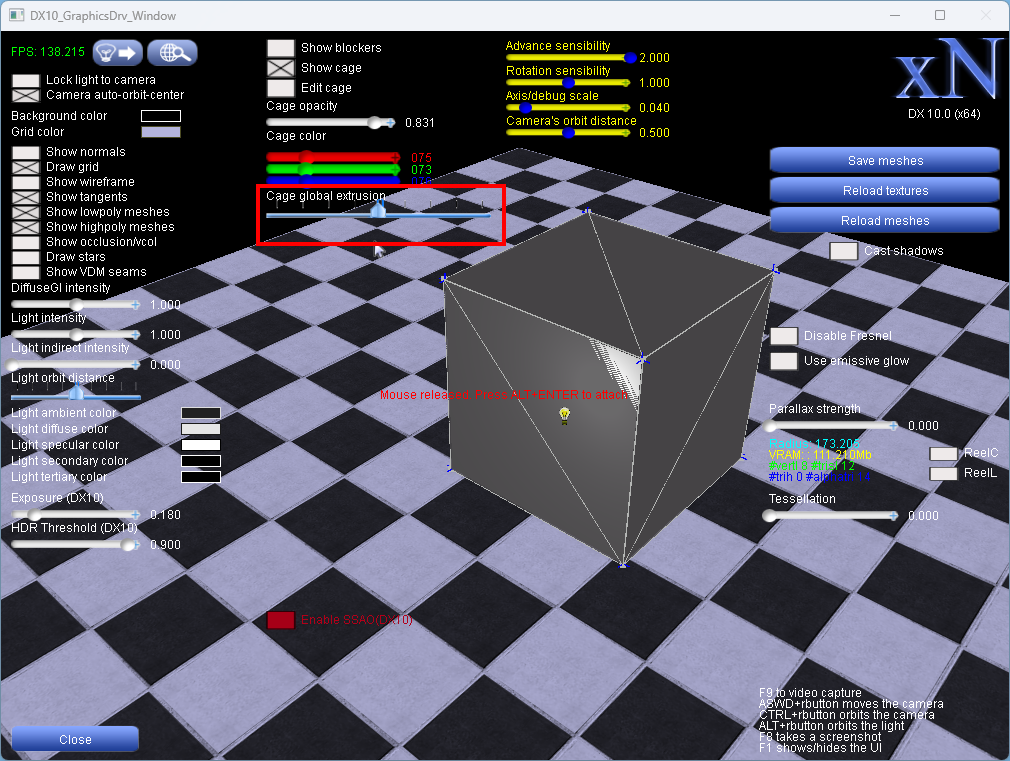 DX10_GraphicsDrv_Window
FPS: 138.215
Lock light to camera
Camera auto-orbit-center
Background color
Grid color
Show normals
Draw grid
Show wireframe
Show tangents
Show lowpoly meshes
Show highpoly meshes
Show occlusion/vcol
Draw stars
Show VDM seams
DiffuseGI intensity
1.000
Light intensity
1.000
Light indirect intensity
0.000
Light orbit distance
Light ambient color
Light diffuse color
Light specular color
Light secondary color
Light tertiary color
Exposure (DX10)
0.180
HDR Threshold (DX10)
0.900
Close
Show blockers
Show cage
Edit cage
Cage opacity
0.831
Cage color
075
073
Cage global extrusion
Mouse released. Press ALT+ENTER to attach
Enable SSAO(DX10)
Advance sensibility
2.000
Rotation sensibility
1.000
Axis/debug scale
0.040
Camera's orbit distance
0.500
xN
DX 10.0 (x64)
Save meshes
Reload textures
Reload meshes
Cast shadows
Disable Fresnel
Use emissive glow
Parallax strength
0.000
Radius: 173.205
VRAM: : 111.210Mb
ReelC
ReelL
Tessellation
0.000
F9 to video capture
ASWD+rbutton moves the camera
CTRL+rbutton orbits the camera
ALT+rbutton orbits the light
F8 takes a screenshot
F1 shows/hides the UI